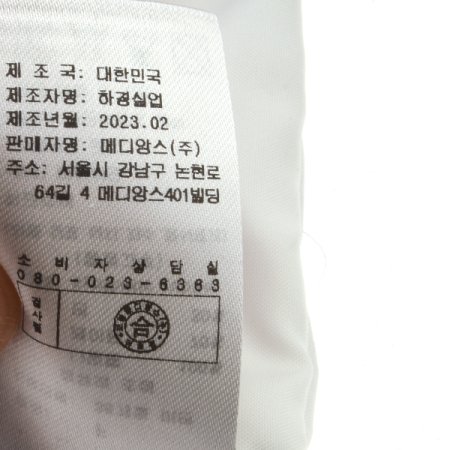 제 조 국: 대한민국
제조자명: 하경실업
제조년월: 2023.02
판매자명: 메디앙스(주)
주소: 서울시 강남구 논현로
64길 4 메디앙스401빌딩
소 비 자 상 담 실
080-023-6363
검사필
合